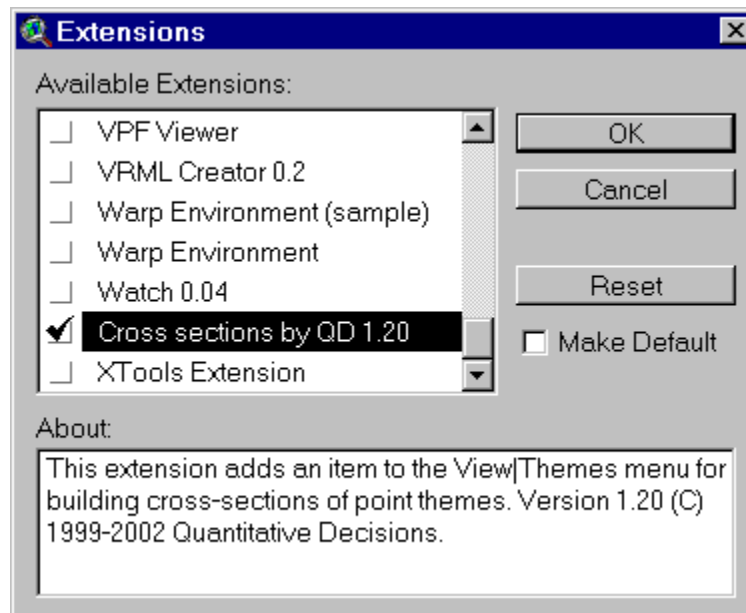 Extensions
Available Extensions:
VPF Viewer
VRML Creator 0.2
Warp Environment (sample)
Warp Environment
Watch 0.04
Cross sections by QD 1.20
XTools Extension
OK
Cancel
Reset
Make Default
About:
This extension adds an item to the View|Themes menu for
building cross-sections of point themes. Version 1.20 (C)
1999-2002 Quantitative Decisions.